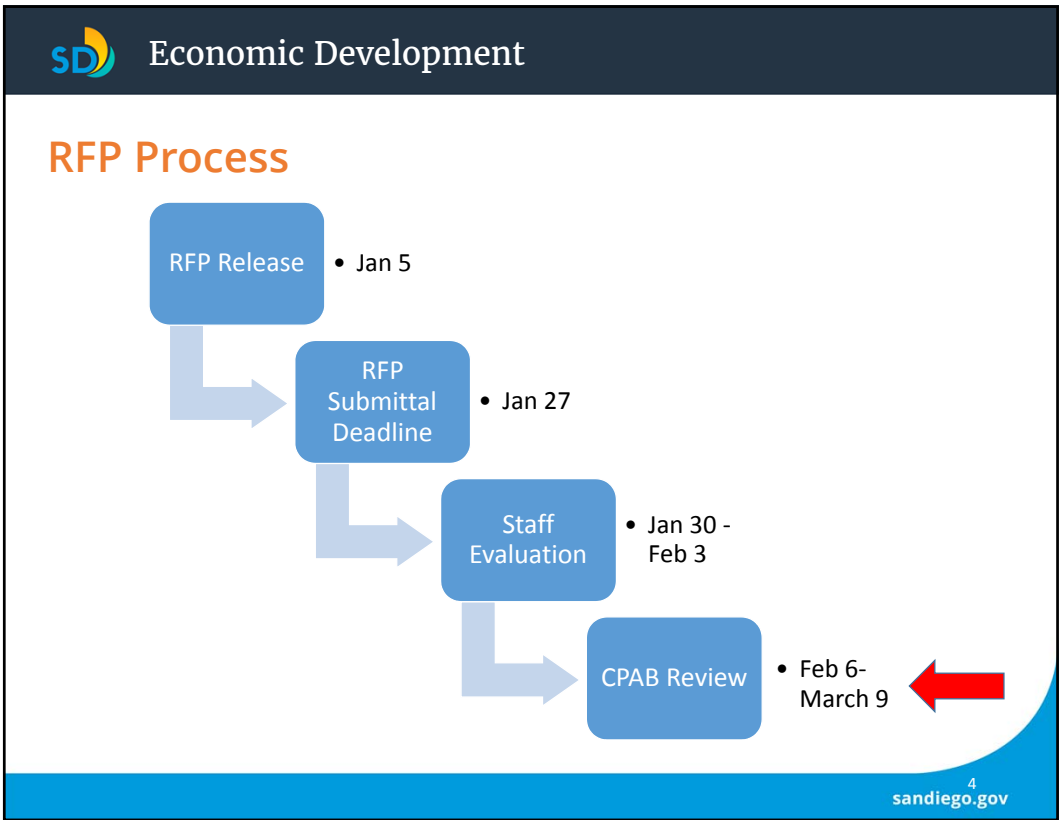 SD
Economic Development
RFP Process
RFP Release
• Jan 5
RFP
Submittal
Deadline
• Jan 27
Staff
Evaluation
• Jan 30 -
Feb 3
CPAB Review
• Feb 6-
March 9
4
sandiego.gov